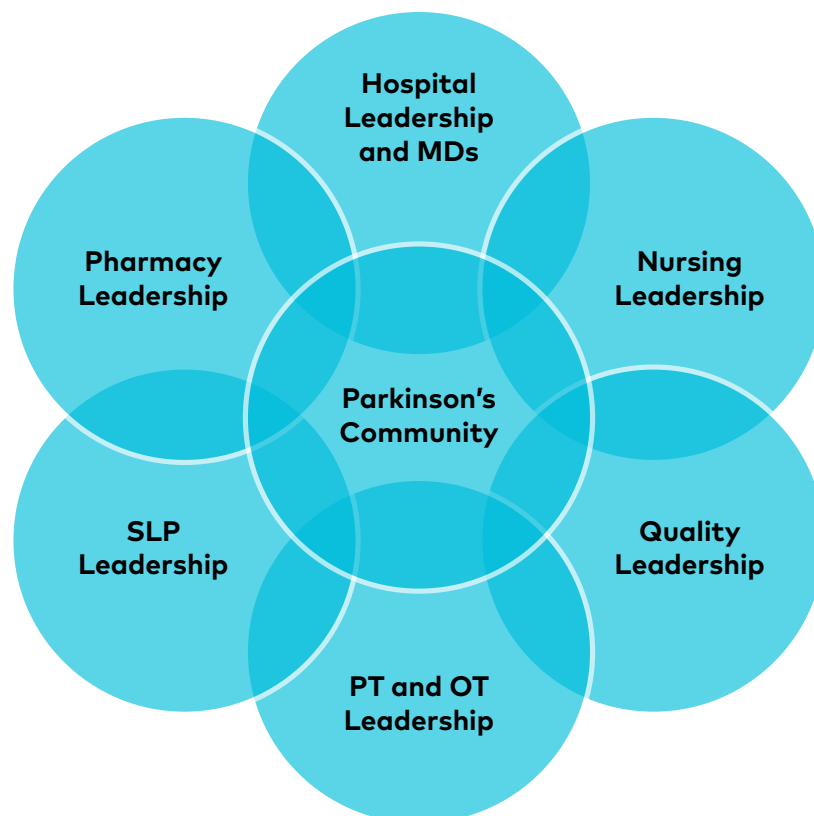 Hospital
Leadership
and MDs
Pharmacy
Leadership
Nursing
Leadership
Parkinson’s
Community
SLP
Leadership
Quality
Leadership
PT and OT
Leadership